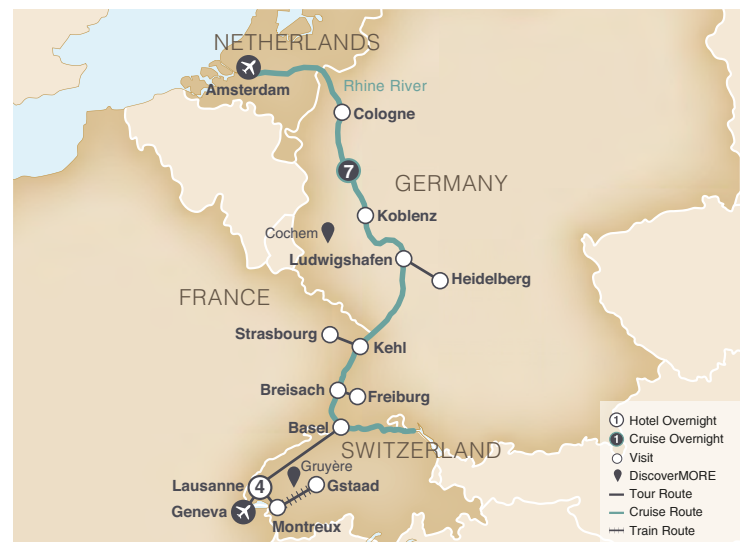 NETHERLANDS
Amsterdam
Rhine River
Cologne
7
GERMANY
Koblenz
Cochem
Ludwigshafen
Heidelberg
FRANCE
Strasbourg
Kehl
Breisach
Freiburg
Basel
SWITZERLAND
Gruyère
Lausanne
4
Gstaad
Geneva
Montreux
1 Hotel Overnight
1 Cruise Overnight
Visit
DiscoverMORE
Tour Route
Cruise Route
Train Route